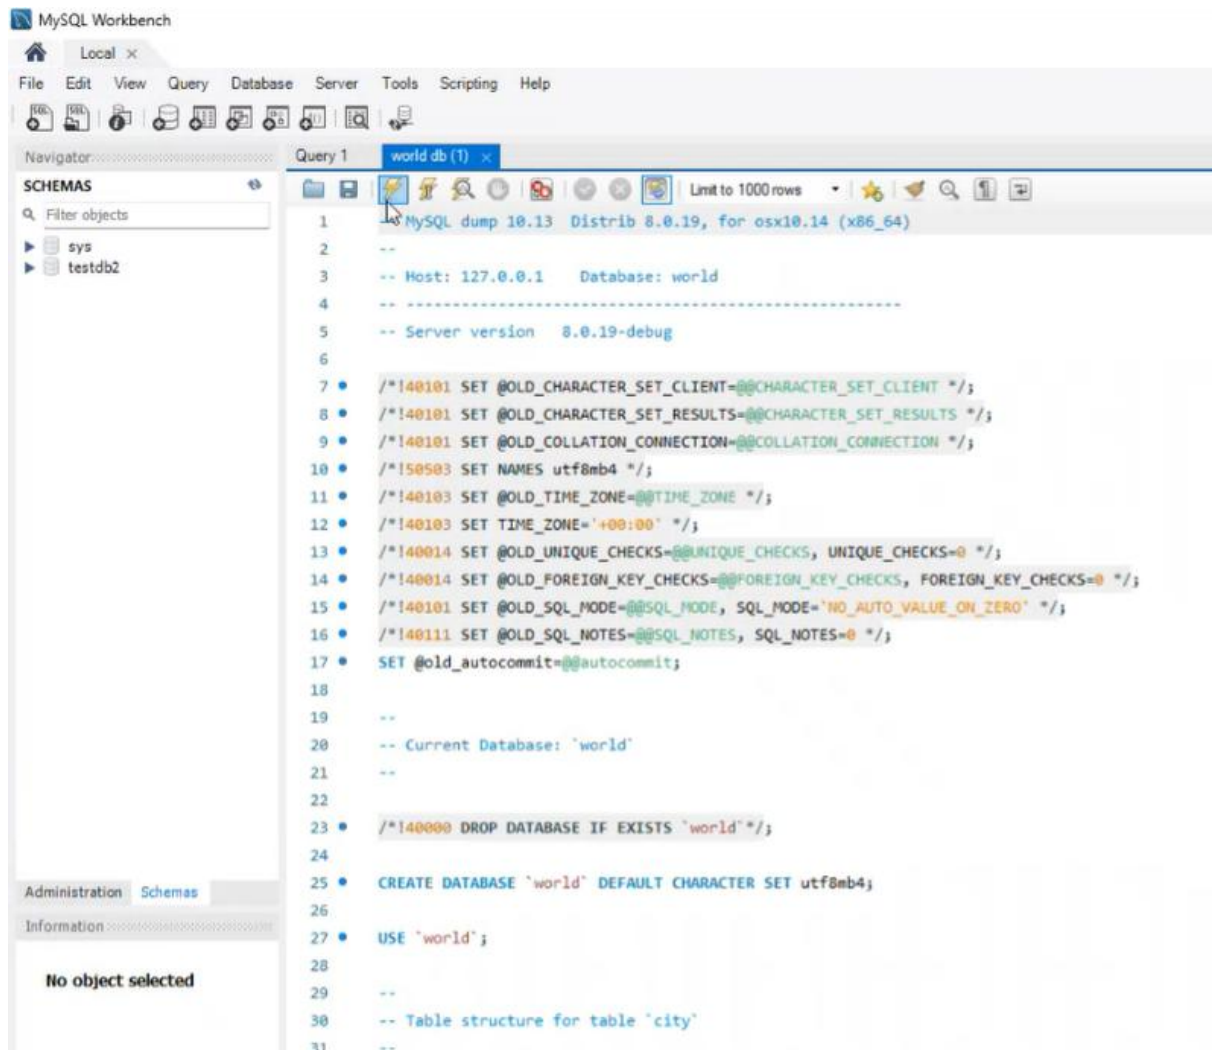 MySQL Workbench
Local ×
File Edit View Query Database Server Tools Scripting Help
Navigator
SCHEMAS
Filter objects
sys
testdb2
Administration Schemas
Information
No object selected
Query 1 world db (1) ×
Limit to 1000 rows
1 -- MySQL dump 10.13 Distrib 8.0.19, for osx10.14 (x86_64)
2 --
3 -- Host: 127.0.0.1 Database: world
4 -- ------------------------------------------------------
5 -- Server version 8.0.19-debug
6
7 /*!40101 SET @OLD_CHARACTER_SET_CLIENT=@@CHARACTER_SET_CLIENT */;
8 /*!40101 SET @OLD_CHARACTER_SET_RESULTS=@@CHARACTER_SET_RESULTS */;
9 /*!40101 SET @OLD_COLLATION_CONNECTION=@@COLLATION_CONNECTION */;
10 /*!50503 SET NAMES utf8mb4 */;
11 /*!40103 SET @OLD_TIME_ZONE=@@TIME_ZONE */;
12 /*!40103 SET TIME_ZONE='+00:00' */;
13 /*!40014 SET @OLD_UNIQUE_CHECKS=@@UNIQUE_CHECKS, UNIQUE_CHECKS=0 */;
14 /*!40014 SET @OLD_FOREIGN_KEY_CHECKS=@@FOREIGN_KEY_CHECKS, FOREIGN_KEY_CHECKS=0 */;
15 /*!40101 SET @OLD_SQL_MODE=@@SQL_MODE, SQL_MODE='NO_AUTO_VALUE_ON_ZERO' */;
16 /*!40111 SET @OLD_SQL_NOTES=@@SQL_NOTES, SQL_NOTES=0 */;
17 SET @old_autocommit=@@autocommit;
18
19 --
20 -- Current Database: `world`
21 --
22
23 /*!40000 DROP DATABASE IF EXISTS `world`*/;
24
25 CREATE DATABASE `world` DEFAULT CHARACTER SET utf8mb4;
26
27 USE `world`;
28
29 --
30 -- Table structure for table `city`
31 --